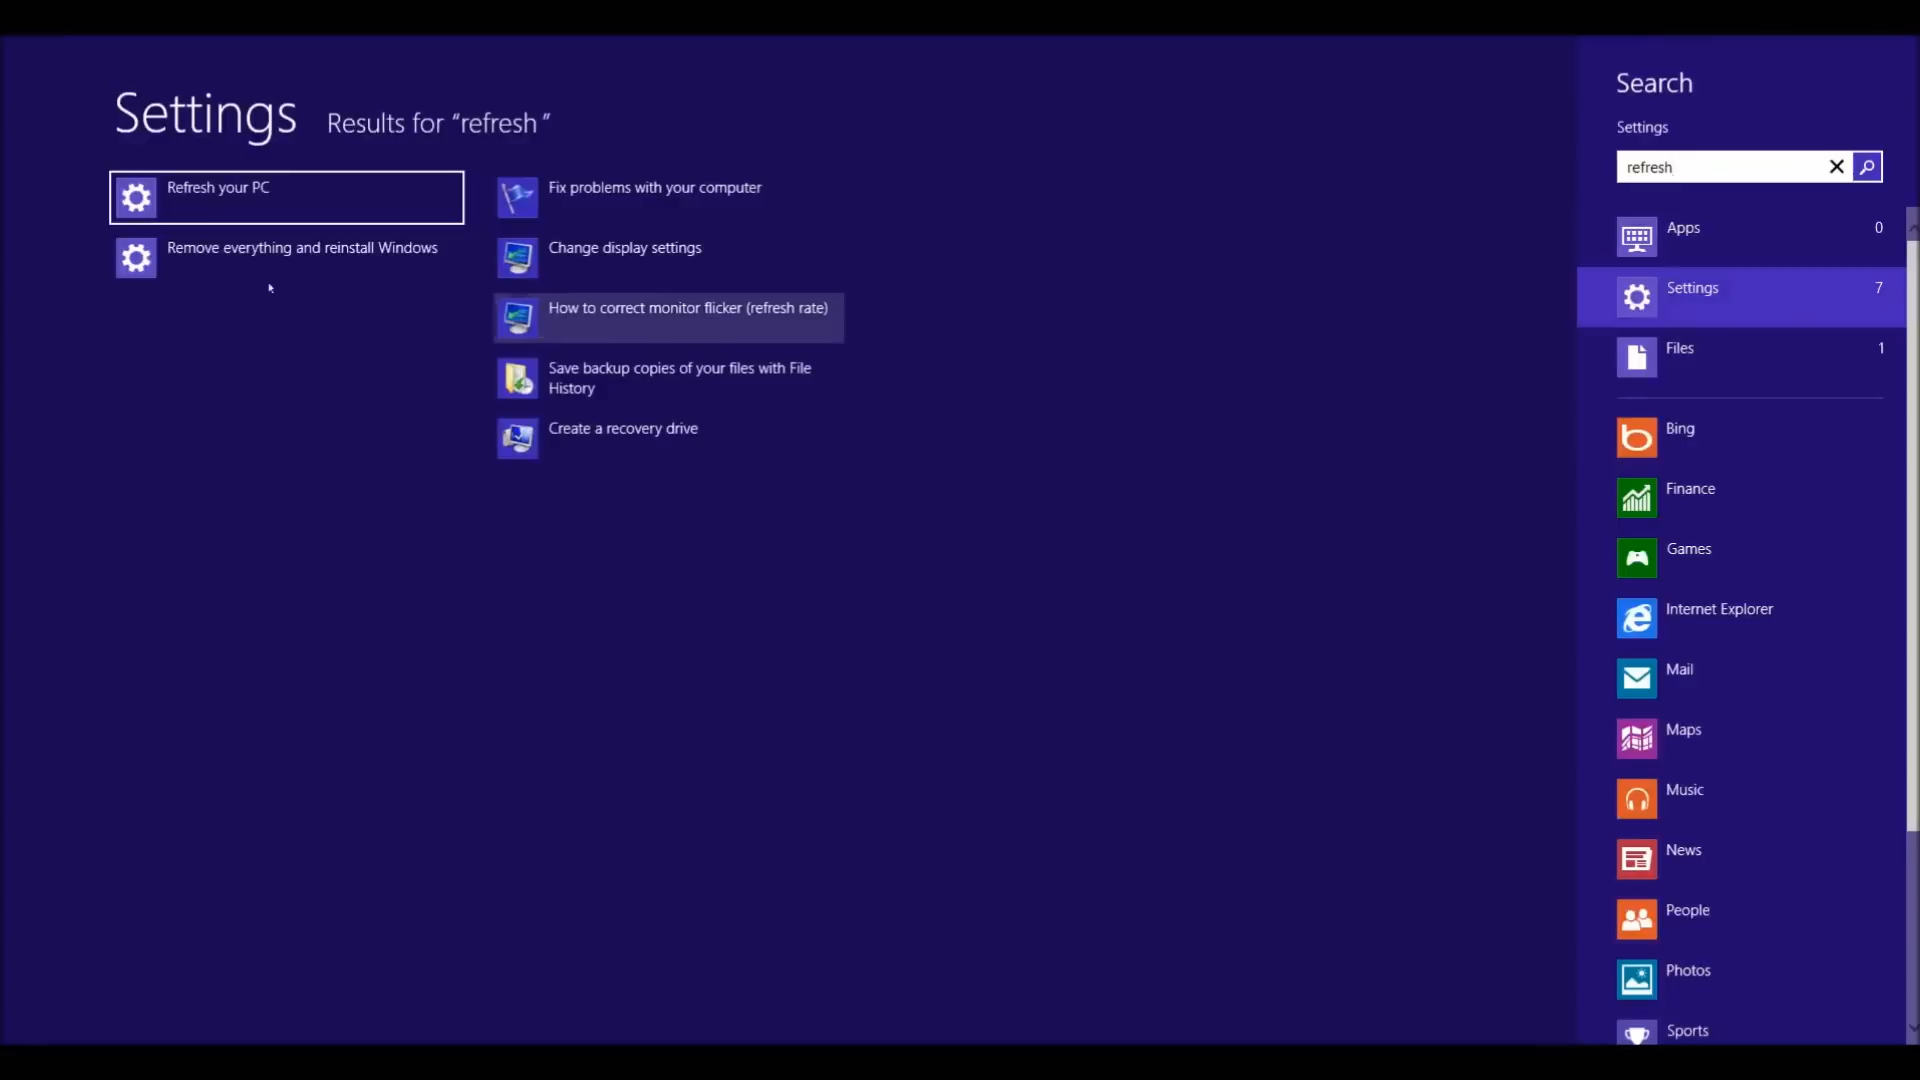 Settings
Results for “refresh ”
Refresh your PC
Remove everything and reinstall Windows
Fix problems with your computer
Change display settings
How to correct monitor flicker (refresh rate)
Save backup copies of your files with File
History
Create a recovery drive
Search
Settings
refresh
Apps 0
Settings 7
Files 1
Bing
Finance
Games
Internet Explorer
Mail
Maps
Music
News
People
Photos
Sports